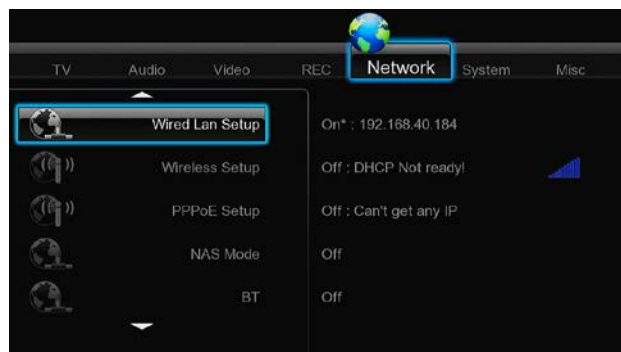 TV Audio Video REC Network System Misc
Wired Lan Setup On* : 192.168.40.184
Wireless Setup Off : DHCP Not ready!
PPPoE Setup Off : Can't get any IP
NAS Mode Off
BT Off